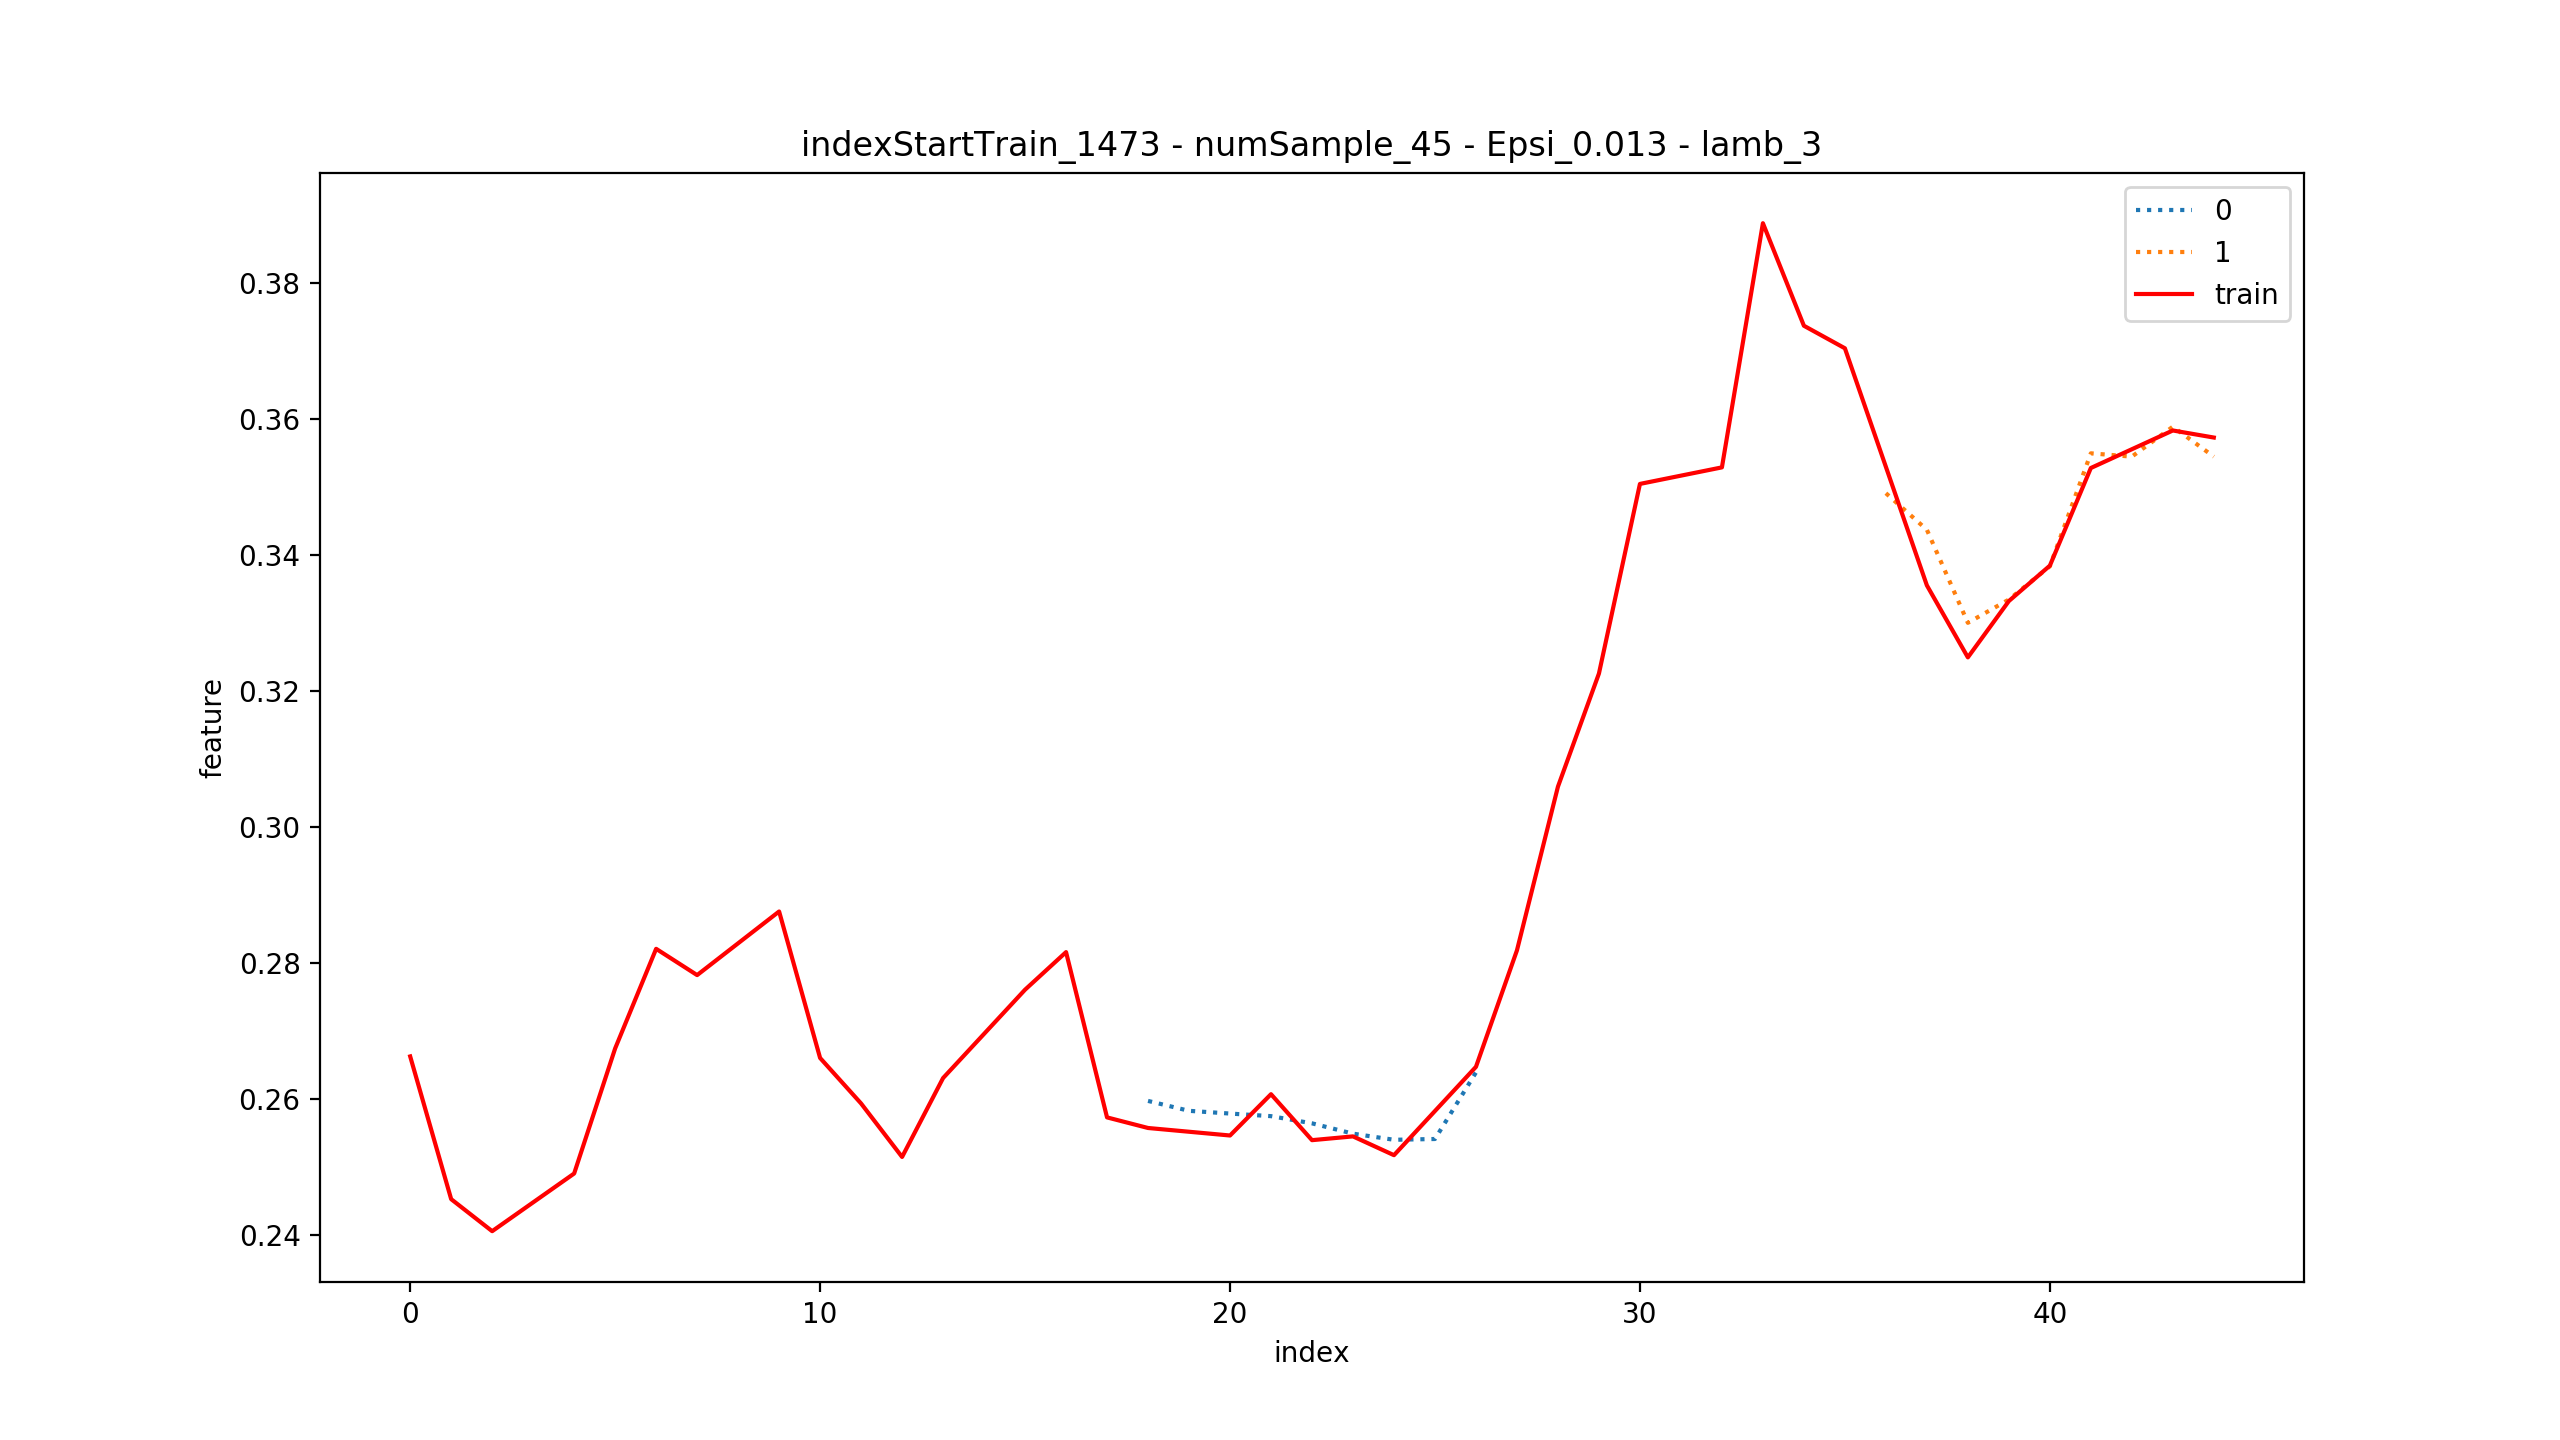 indexStartTrain_1473 - numSample_45 - Epsi_0.013 - lamb_3
0
1
train
0.38
0.36
0.34
0.32
0.30
0.28
0.26
0.24
feature
0 10 20 30 40
index